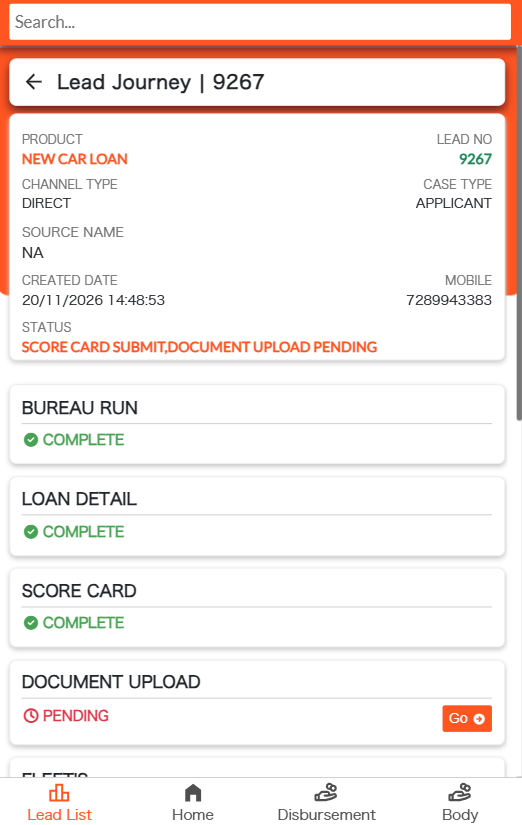 Search...
Lead Journey | 9267
PRODUCT LEAD NO
NEW CAR LOAN 9267
CHANNEL TYPE CASE TYPE
DIRECT APPLICANT
SOURCE NAME
NA
CREATED DATE MOBILE
20/11/2026 14:48:53 7289943383
STATUS
SCORE CARD SUBMIT,DOCUMENT UPLOAD PENDING
BUREAU RUN
COMPLETE
LOAN DETAIL
COMPLETE
SCORE CARD
COMPLETE
DOCUMENT UPLOAD
PENDING Go
Lead List Home Disbursement Body